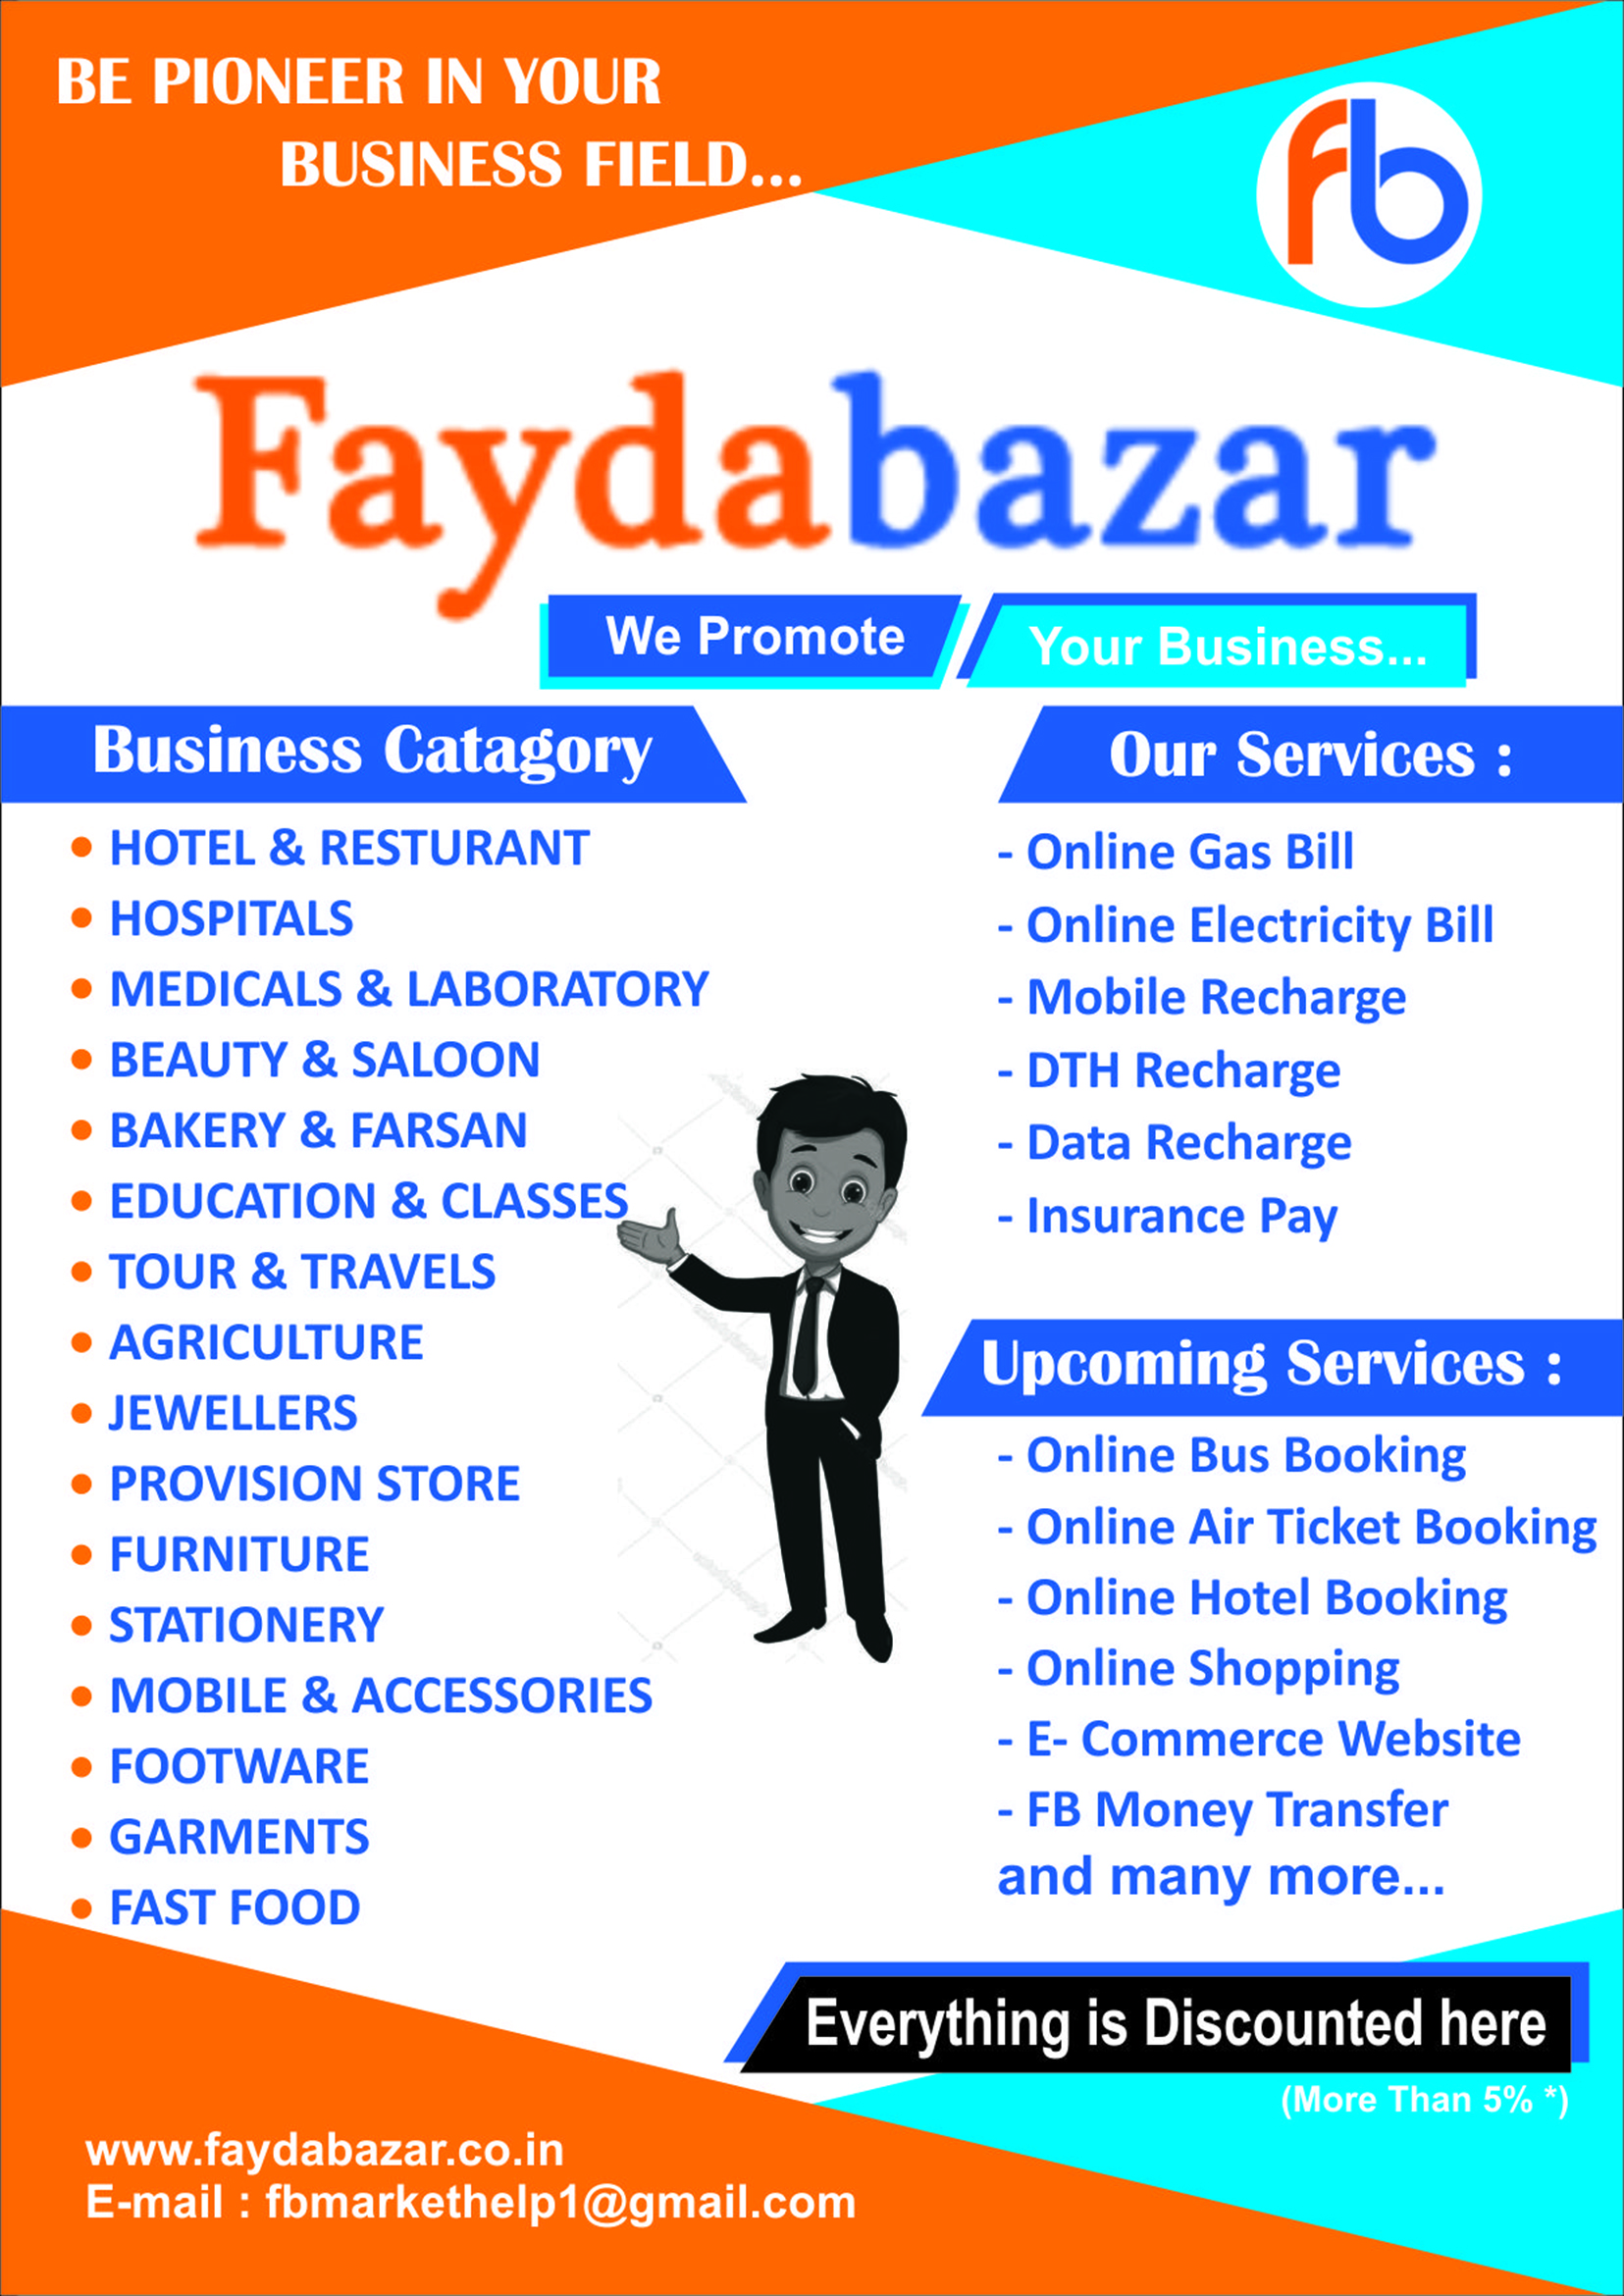 BE PIONEER IN YOUR
BUSINESS FIELD...
fb
Faydabazar
We Promote
Your Business...
Business Catagory
• HOTEL & RESTURANT
• HOSPITALS
• MEDICALS & LABORATORY
• BEAUTY & SALOON
• BAKERY & FARSAN
• EDUCATION & CLASSES
• TOUR & TRAVELS
• AGRICULTURE
• JEWELLERS
• PROVISION STORE
• FURNITURE
• STATIONERY
• MOBILE & ACCESSORIES
• FOOTWARE
• GARMENTS
• FAST FOOD
Our Services :
- Online Gas Bill
- Online Electricity Bill
- Mobile Recharge
- DTH Recharge
- Data Recharge
- Insurance Pay
Upcoming Services :
- Online Bus Booking
- Online Air Ticket Booking
- Online Hotel Booking
- Online Shopping
- E- Commerce Website
- FB Money Transfer
and many more...
Everything is Discounted here
(More Than 5% *)
www.faydabazar.co.in
E-mail : fbmarkethelp1@gmail.com